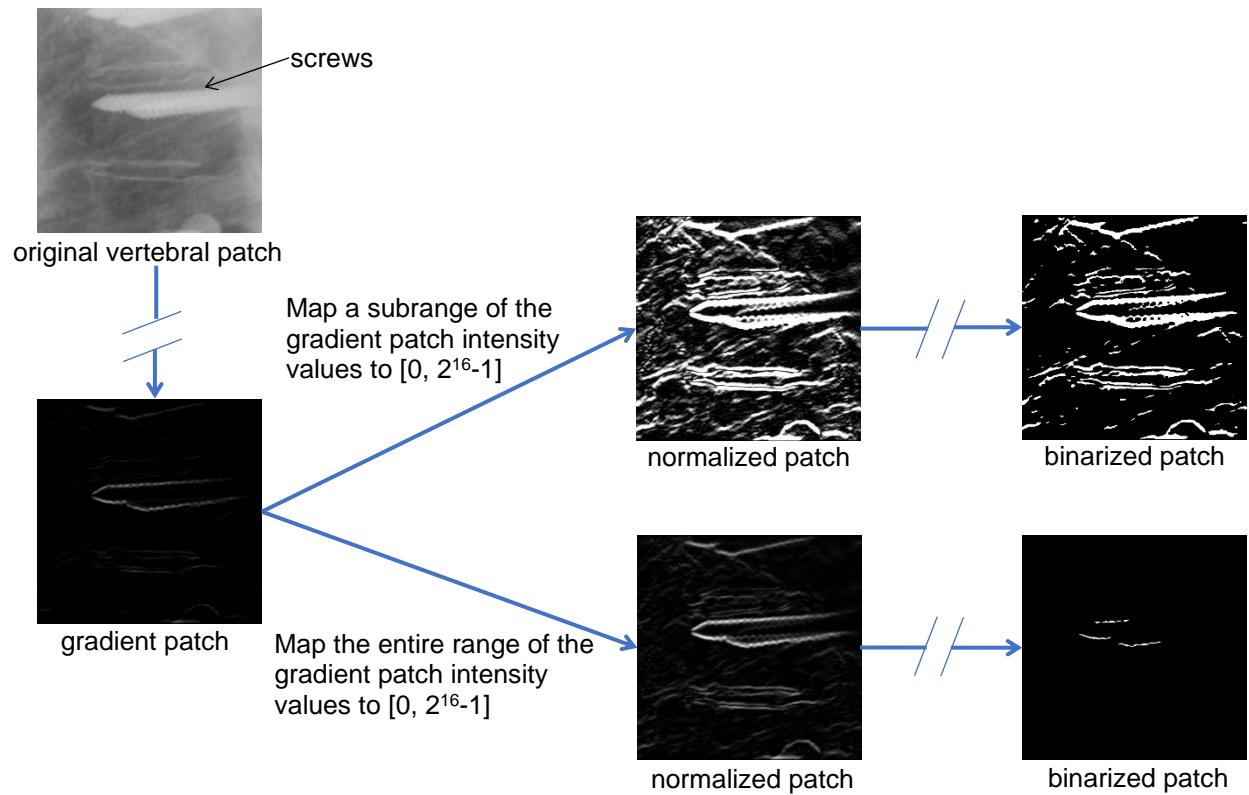 screws
original vertebral patch
Map a subrange of the
gradient patch intensity
values to [0, 2¹⁶-1]
normalized patch
binarized patch
gradient patch
Map the entire range of the
gradient patch intensity
values to [0, 2¹⁶-1]
normalized patch
binarized patch